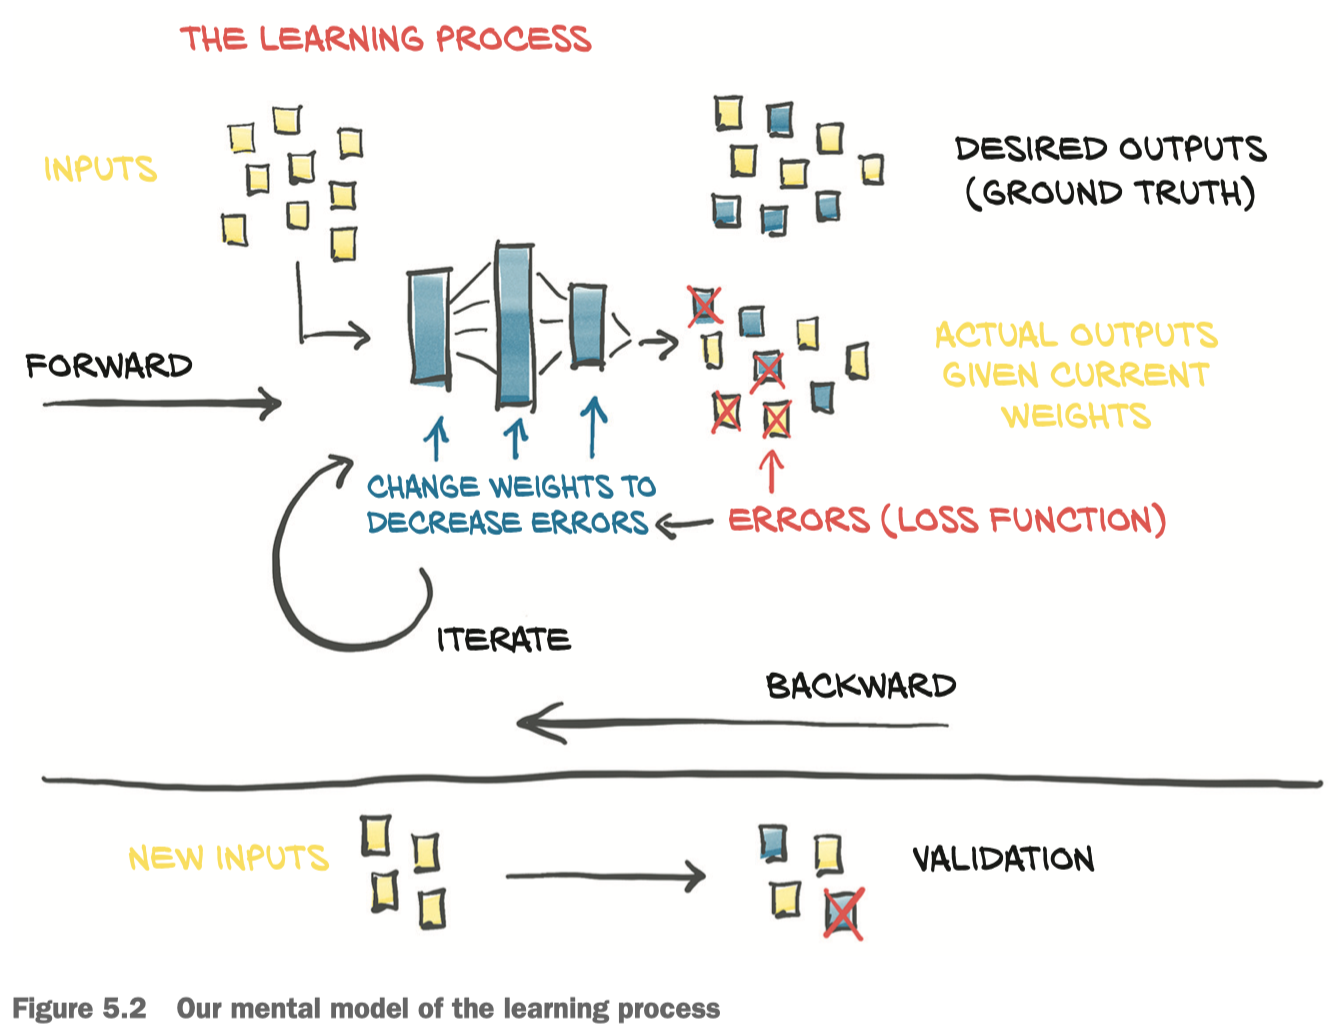 THE LEARNING PROCESS
INPUTS
DESIRED OUTPUTS
(GROUND TRUTH)
FORWARD
ACTUAL OUTPUTS
GIVEN CURRENT
WEIGHTS
CHANGE WEIGHTS TO
DECREASE ERRORS
ERRORS (LOSS FUNCTION)
ITERATE
BACKWARD
NEW INPUTS
VALIDATION
Figure 5.2 Our mental model of the learning process